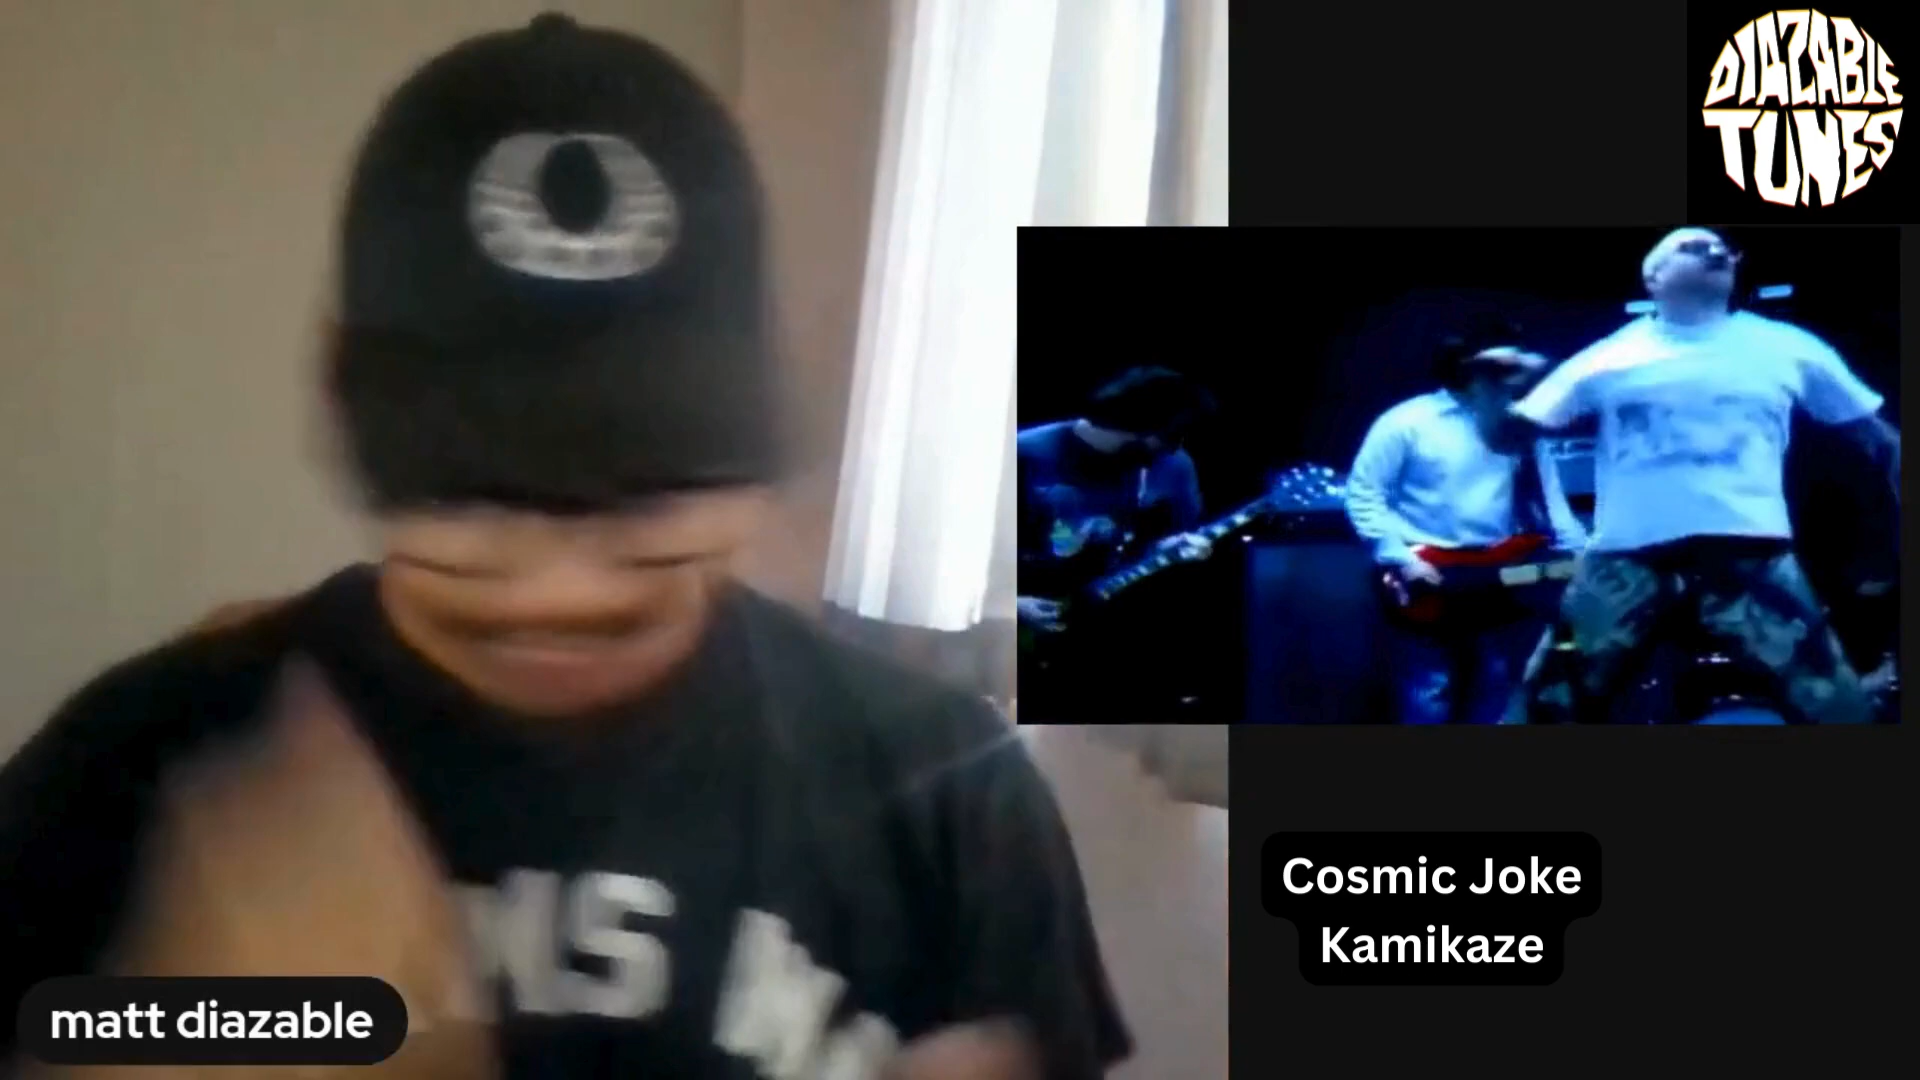 DIAZABLE
TUNES
Cosmic Joke
Kamikaze
matt diazable